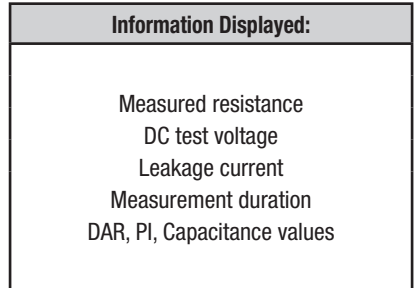 Information Displayed:
Measured resistance
DC test voltage
Leakage current
Measurement duration
DAR, PI, Capacitance values